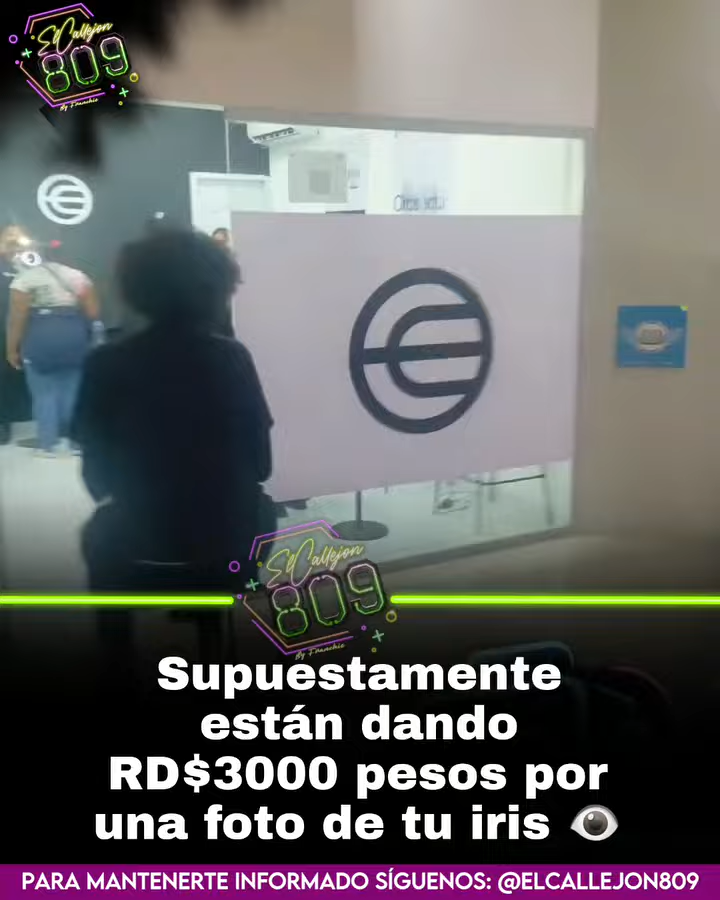 El Callejon
809
By Franchie
El Callejon
809
By Franchie
Supuestamente
están dando
RD$3000 pesos por
una foto de tu iris
PARA MANTENERTE INFORMADO SÍGUENOS: @ELCALLEJON809